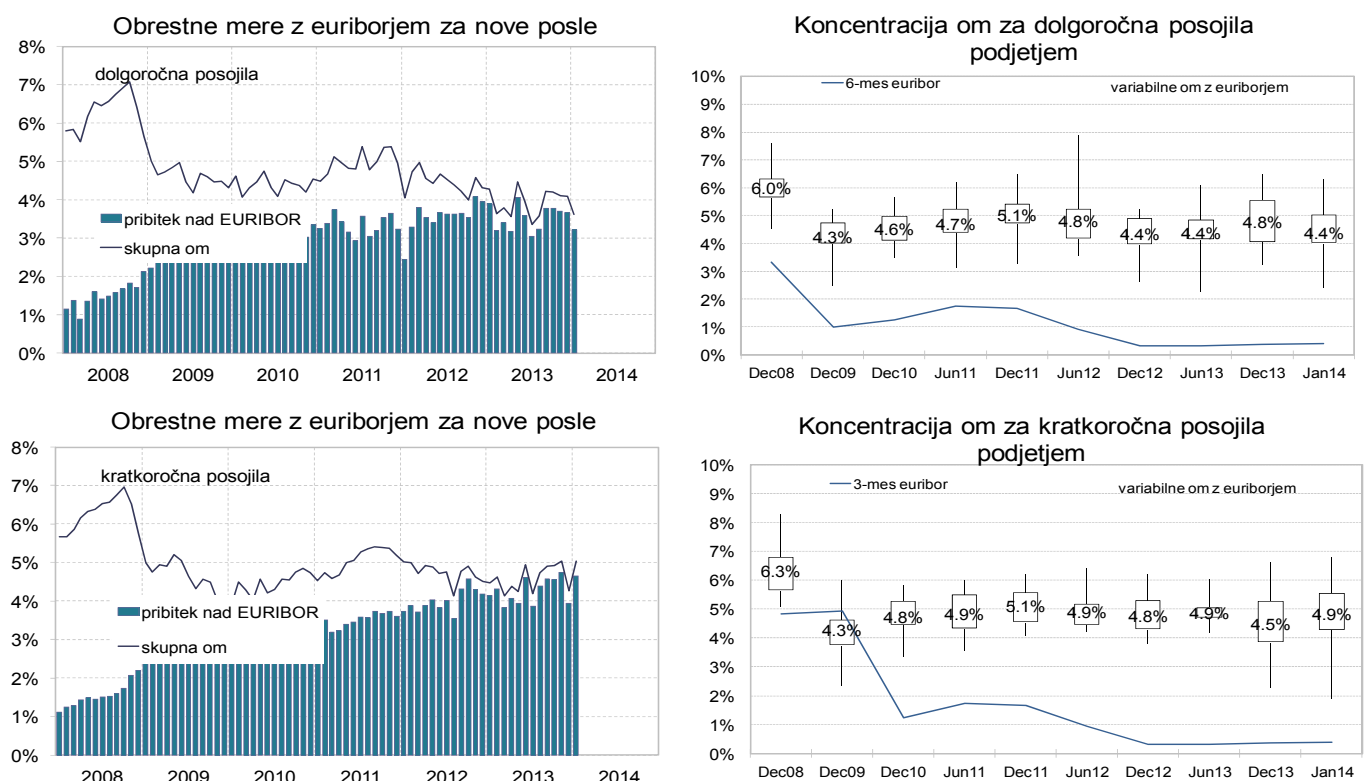 Obrestne mere z euriborjem za nove posle
8%
7%
6%
5%
4%
3%
2%
1%
0%
dolgoročna posojila
pribitek nad EURIBOR
skupna om
2008 2009 2010 2011 2012 2013 2014
Koncentracija om za dolgoročna posojila
podjetjem
10%
9%
8%
7%
6%
5%
4%
3%
2%
1%
0%
6-mes euribor
variabilne om z euriborjem
6.0% 4.3% 4.6% 4.7% 5.1% 4.8% 4.4% 4.4% 4.8% 4.4%
Dec08 Dec09 Dec10 Jun11 Dec11 Jun12 Dec12 Jun13 Dec13 Jan14
Obrestne mere z euriborjem za nove posle
8%
7%
6%
5%
4%
3%
2%
1%
0%
kratkoročna posojila
pribitek nad EURIBOR
skupna om
2008 2009 2010 2011 2012 2013 2014
Koncentracija om za kratkoročna posojila
podjetjem
10%
9%
8%
7%
6%
5%
4%
3%
2%
1%
0%
3-mes euribor
variabilne om z euriborjem
6.3% 4.3% 4.8% 4.9% 5.1% 4.9% 4.8% 4.9% 4.5% 4.9%
Dec08 Dec09 Dec10 Jun11 Dec11 Jun12 Dec12 Jun13 Dec13 Jan14